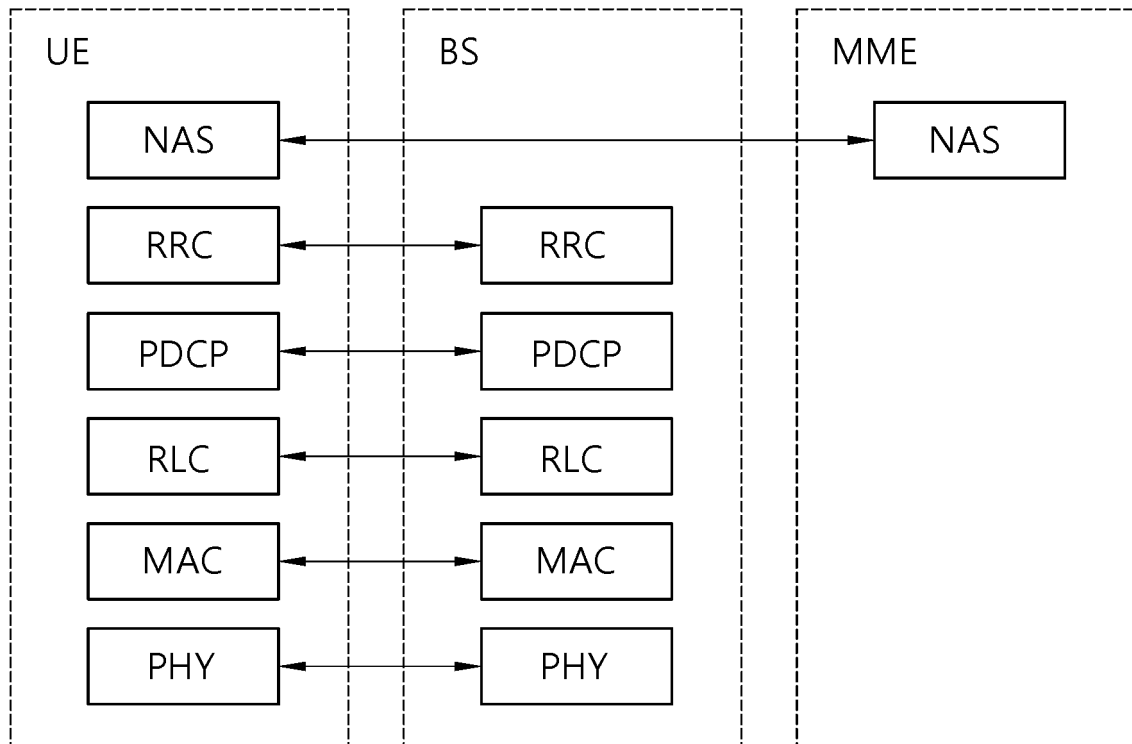 UE BS MME
NAS NAS
RRC RRC
PDCP PDCP
RLC RLC
MAC MAC
PHY PHY